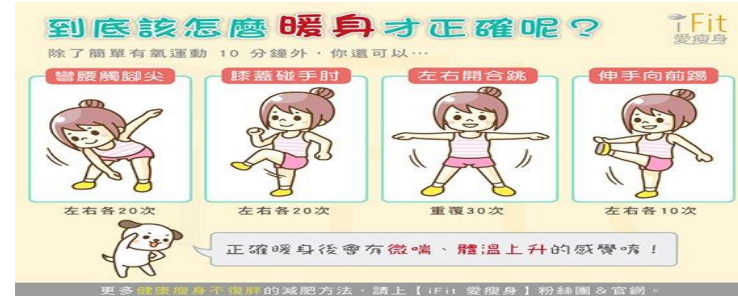 到底該怎麼暖身才正確呢？
iFit
愛瘦身
除了簡單有氧運動 10 分鐘外，你還可以…
彎腰觸腳尖
膝蓋碰手肘
左右開合跳
伸手向前踢
左右各20次
左右各20次
重覆30次
左右各10次
正確暖身後會有微喘、體溫上升的感覺唷！
更多健康瘦身不復胖的減肥方法，請上【iFit 愛瘦身】粉絲團&官網。